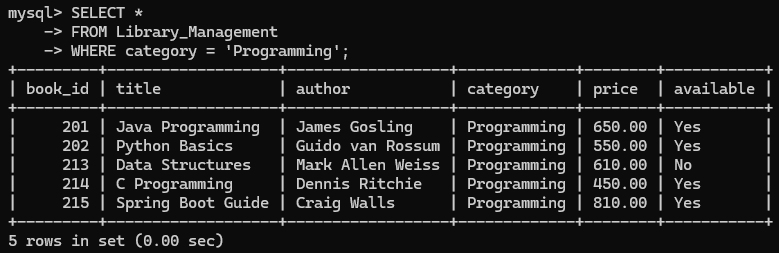 mysql> SELECT *
    -> FROM Library_Management
    -> WHERE category = 'Programming';
+---------+-------------------+-------------------+-------------+--------+-----------+
| book_id | title             | author            | category    | price  | available |
+---------+-------------------+-------------------+-------------+--------+-----------+
|     201 | Java Programming  | James Gosling     | Programming | 650.00 | Yes       |
|     202 | Python Basics     | Guido van Rossum  | Programming | 550.00 | Yes       |
|     213 | Data Structures   | Mark Allen Weiss  | Programming | 610.00 | No        |
|     214 | C Programming     | Dennis Ritchie    | Programming | 450.00 | Yes       |
|     215 | Spring Boot Guide | Craig Walls       | Programming | 810.00 | Yes       |
+---------+-------------------+-------------------+-------------+--------+-----------+
5 rows in set (0.00 sec)